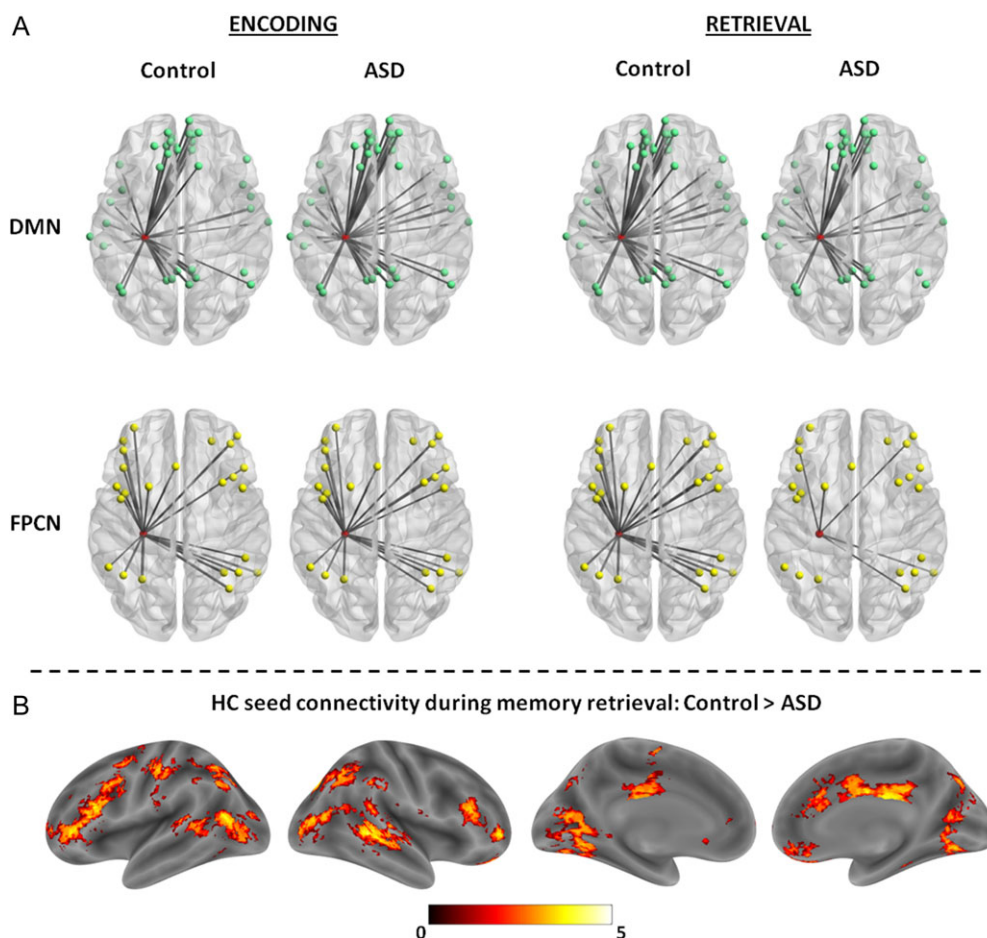 A
ENCODING
RETRIEVAL
Control
ASD
Control
ASD
DMN
FPCN
B
HC seed connectivity during memory retrieval: Control > ASD
0
5